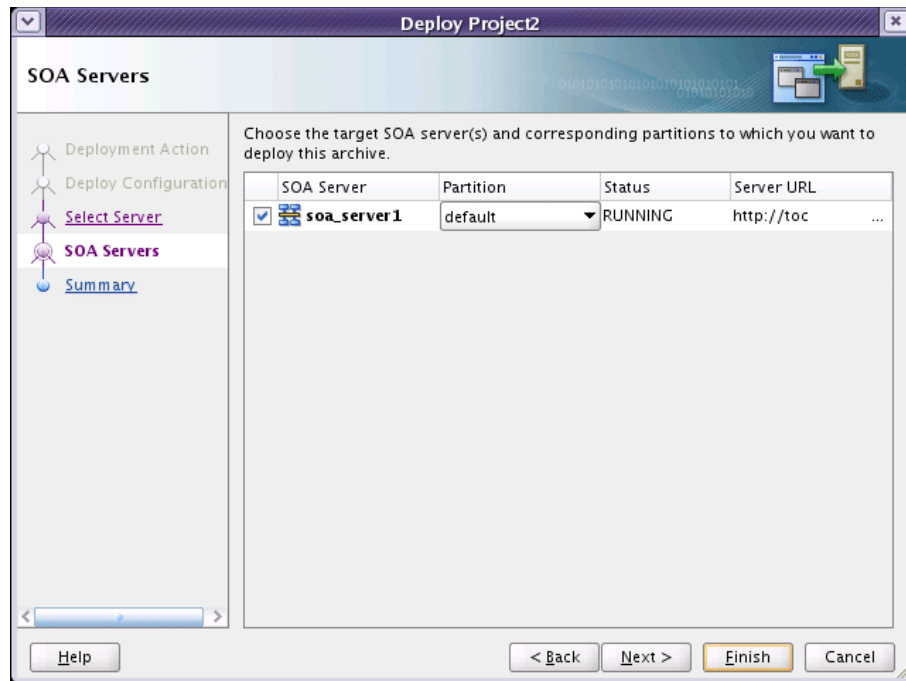 Deploy Project2
SOA Servers
Deployment Action
Deploy Configuration
Select Server
SOA Servers
Summary
Choose the target SOA server(s) and corresponding partitions to which you want to
deploy this archive.
SOA Server Partition Status Server URL
soa_server1 default RUNNING http://toc ...
Help < Back Next > Finish Cancel